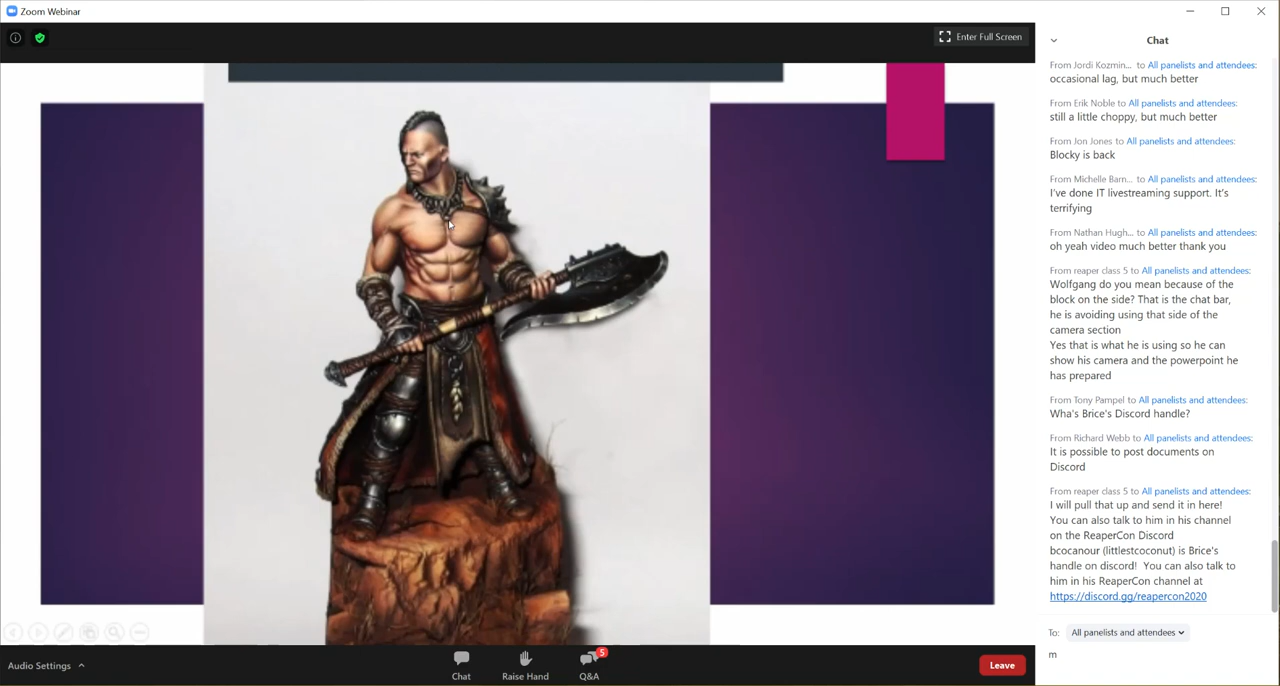 Zoom Webinar
Enter Full Screen
Chat
From Jordi Kozmin... to All panelists and attendees:
occasional lag, but much better
From Erik Noble to All panelists and attendees:
still a little choppy, but much better
From Jon Jones to All panelists and attendees:
Blocky is back
From Michelle Barn... to All panelists and attendees:
I've done IT livestreaming support. It's
terrifying
From Nathan Hugh... to All panelists and attendees:
oh yeah video much better thank you
From reaper class 5 to All panelists and attendees:
Wolfgang do you mean because of the
block on the side? That is the chat bar,
he is avoiding using that side of the
camera section
Yes that is what he is using so he can
show his camera and the powerpoint he
has prepared
From Tony Pampel to All panelists and attendees:
Wha's Brice's Discord handle?
From Richard Webb to All panelists and attendees:
It is possible to post documents on
Discord
From reaper class 5 to All panelists and attendees:
I will pull that up and send it in here!
You can also talk to him in his channel
on the ReaperCon Discord
bcocanour (littlestcoconut) is Brice's
handle on discord! You can also talk to
him in his ReaperCon channel at
https://discord.gg/reapercon2020
To: All panelists and attendees
m
Audio Settings
Chat
Raise Hand
5
Q&A
Leave